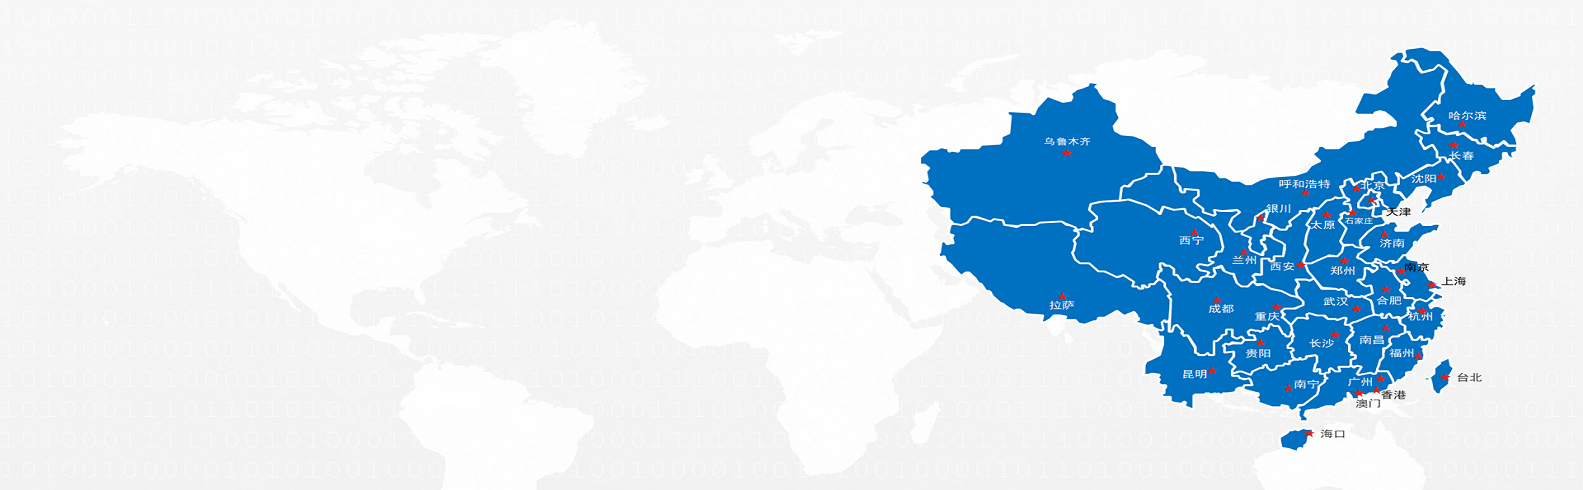 哈尔滨
乌鲁木齐
长春
沈阳
呼和浩特
北京
银川
天津
石家庄
太原
西宁
济南
兰州
西安
郑州
南京
上海
拉萨
成都
武汉
合肥
重庆
杭州
长沙
南昌
贵阳
福州
昆明
南宁
广州
台北
香港
澳门
海口